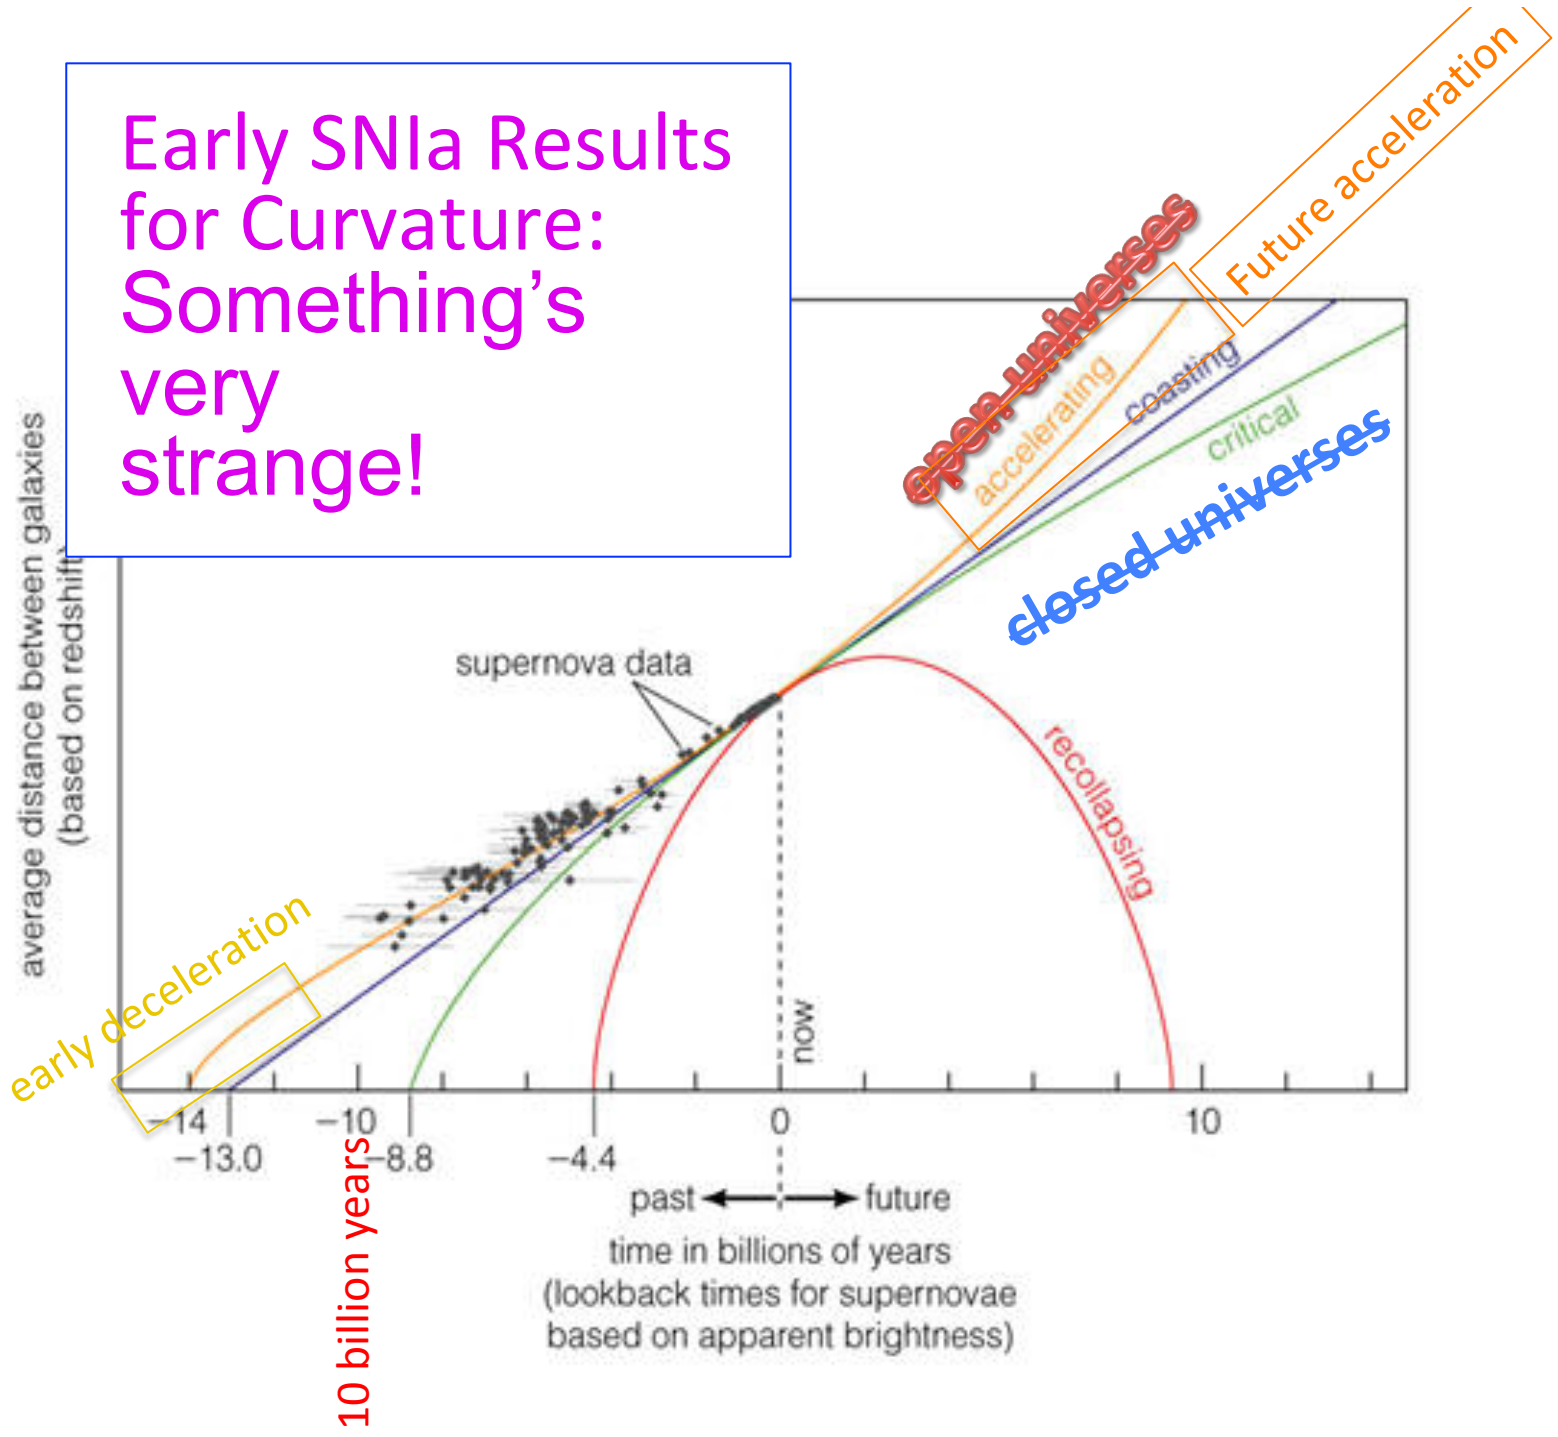 Early SNIa Results
for Curvature:
Something’s
very
strange!
Future acceleration
open universes
accelerating
coasting
critical
closed universes
average distance between galaxies
(based on redshift)
supernova data
recollapsing
early deceleration
now
−14
−10
0
10
−13.0
−8.8
−4.4
10 billion years
past
future
time in billions of years
(lookback times for supernovae
based on apparent brightness)